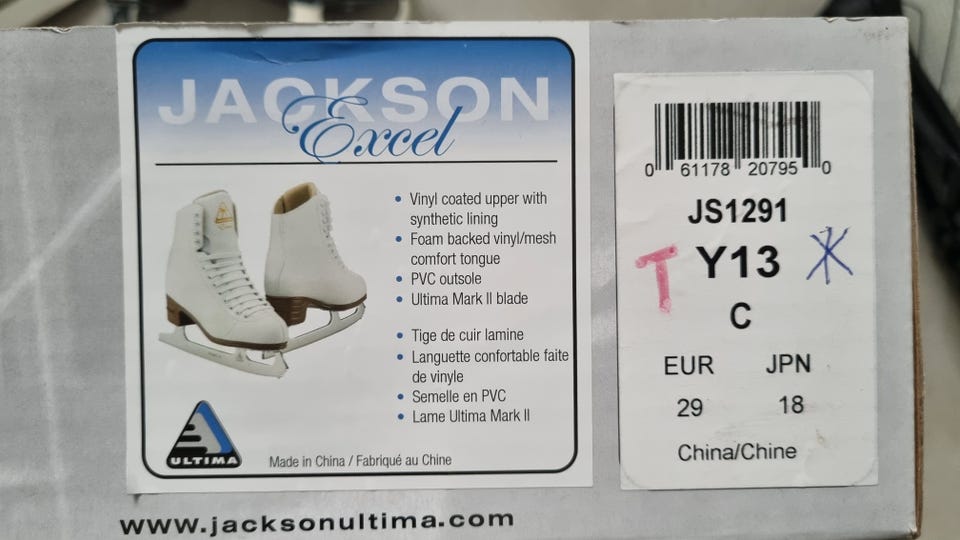 JACKSON
Excel
• Vinyl coated upper with
synthetic lining
• Foam backed vinyl/mesh
comfort tongue
• PVC outsole
• Ultima Mark II blade
• Tige de cuir lamine
• Languette confortable faite
de vinyle
• Semelle en PVC
• Lame Ultima Mark II
ULTIMA
Made in China / Fabriqué au Chine
www.jacksonultima.com
0 61178 20795 0
JS1291
T Y13
C
EUR JPN
29 18
China/Chine